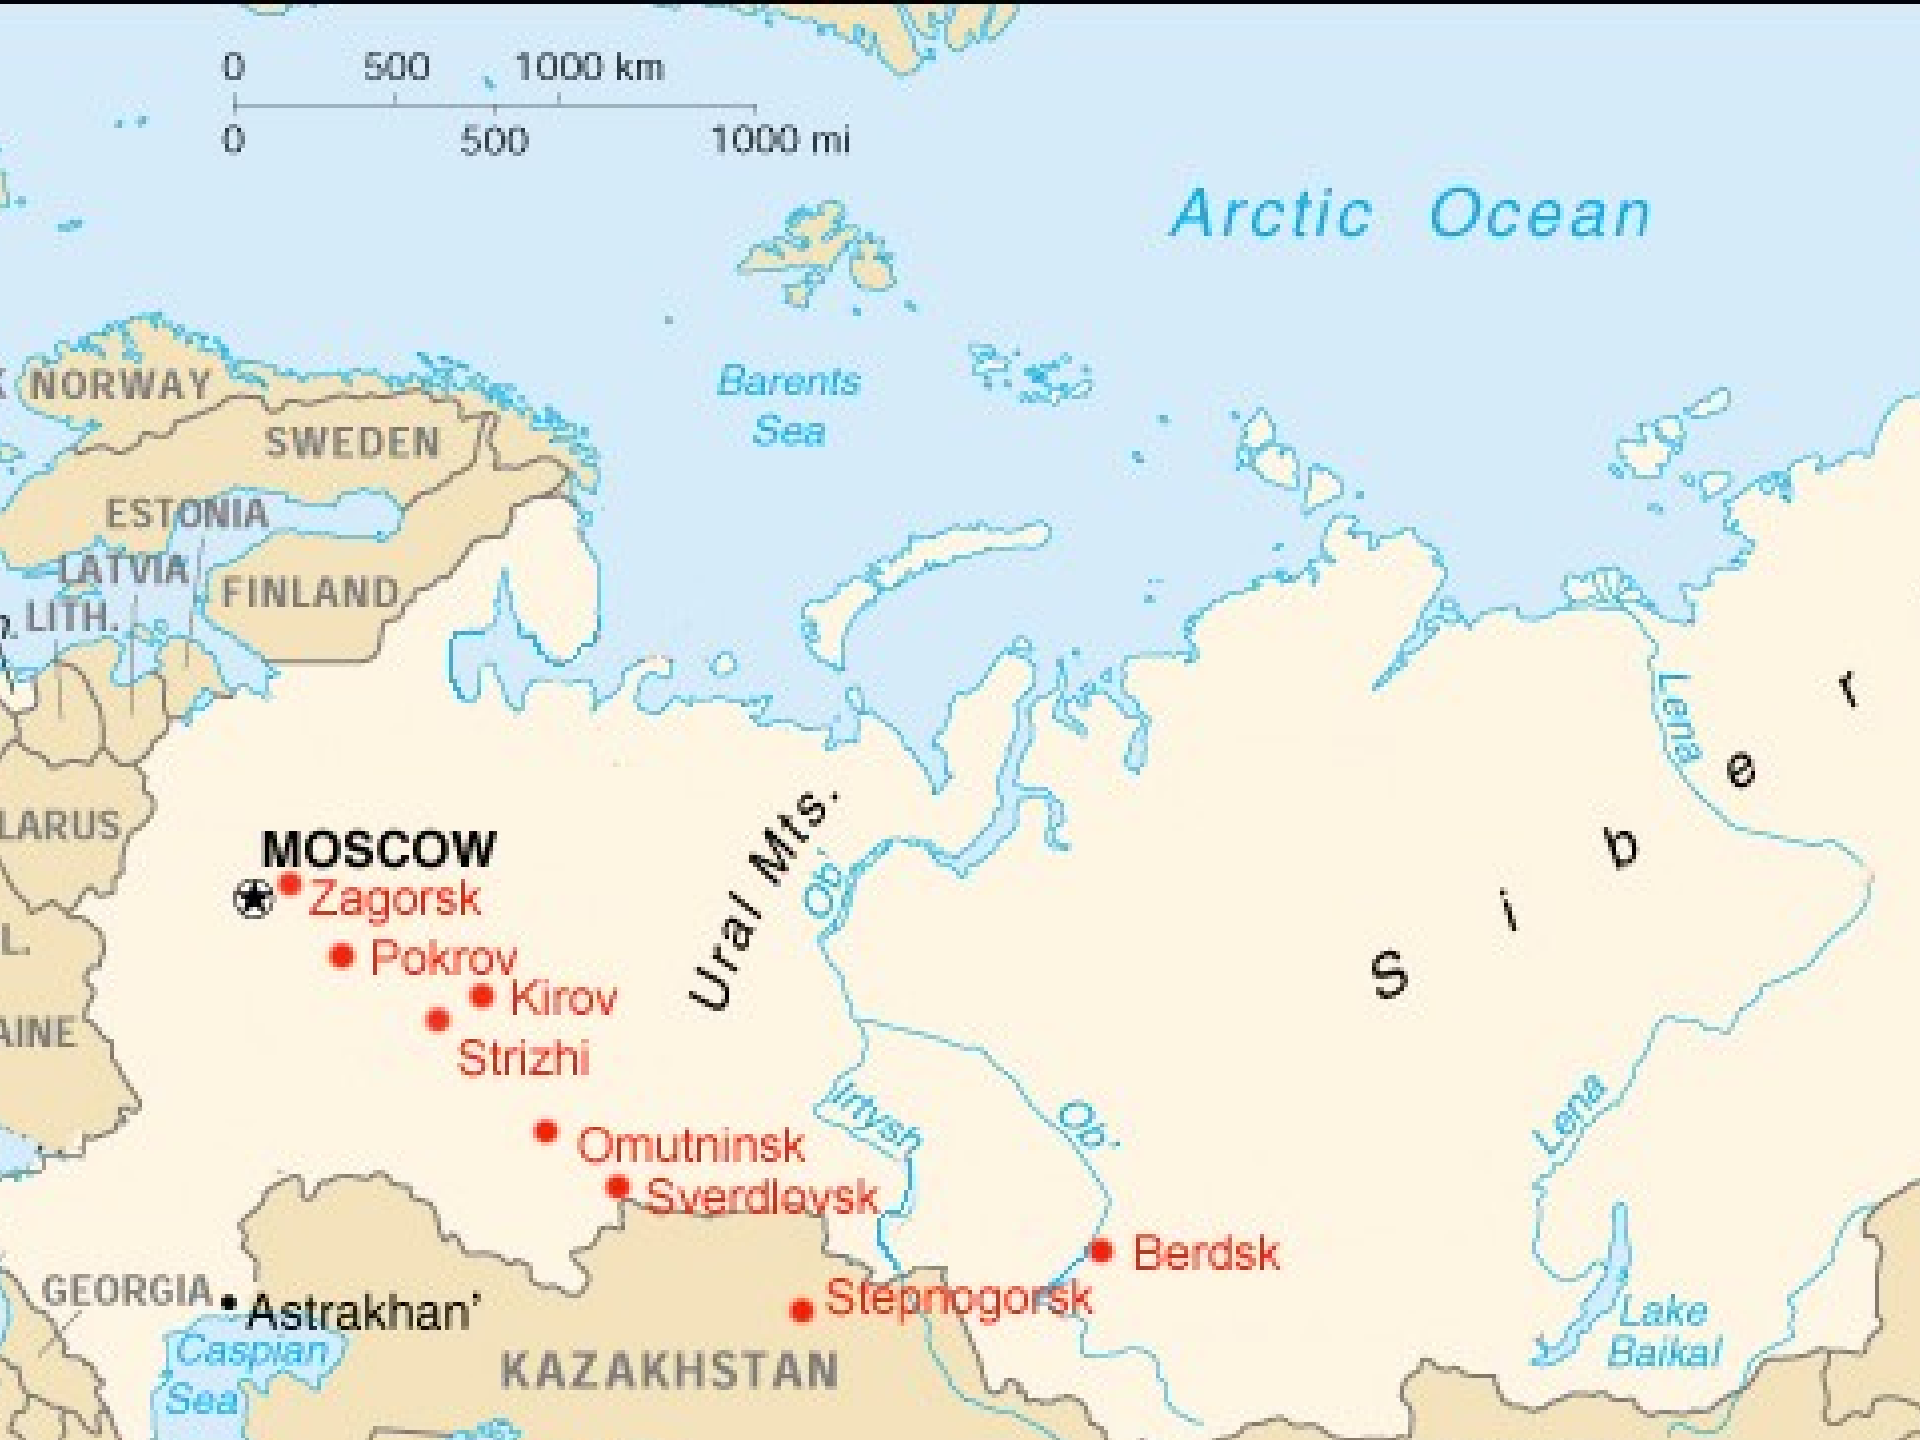 0 500 1000 km
0 500 1000 mi
Arctic Ocean
Barents
Sea
K NORWAY
SWEDEN
ESTONIA
LATVIA
LITH.
FINLAND
Lena
r
e
b
i
S
LARUS
MOSCOW
Zagorsk
Ural Mts.
Ob'
L.
Pokrov
Kirov
AINE
Strizhi
Irtysh
Ob'
Lena
Omutninsk
Sverdlovsk
Berdsk
GEORGIA
Astrakhan'
Stepnogorsk
Caspian
Sea
KAZAKHSTAN
Lake
Baikal